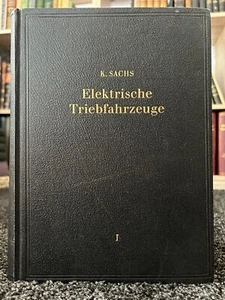 K. SACHS
Elektrische
Triebfahrzeuge
I